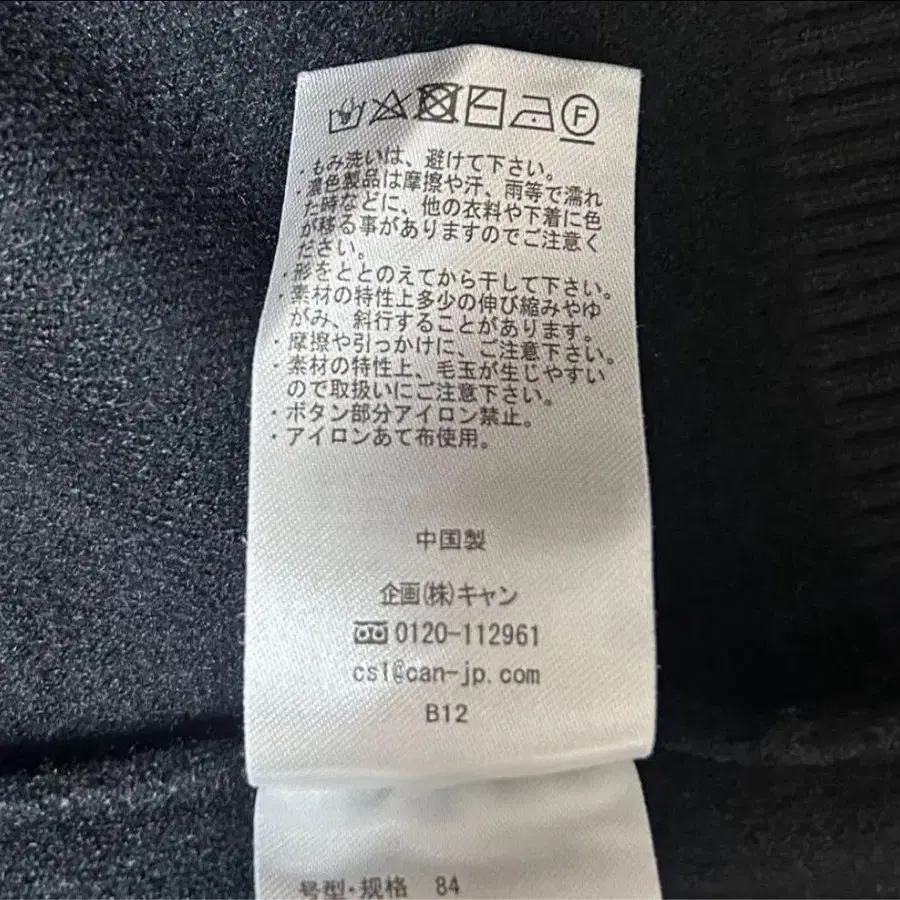 F
・もみ洗いは、避けて下さい。
・濃色製品は摩擦や汗、雨等で濡れ
た時などに、他の衣料や下着に色
が移る事がありますのでご注意く
ださい。
・形をととのえてから干して下さい。
・素材の特性上多少の伸び縮みやゆ
がみ、斜行することがあります。
・摩擦や引っかけに、ご注意下さい。
・素材の特性上、毛玉が生じやすい
ので取扱いにご注意下さい。
・ボタン部分アイロン禁止。
・アイロンあて布使用。
中国製
企画(株)キャン
0120-112961
cs1@can-jp.com
B12
号型·规格 84